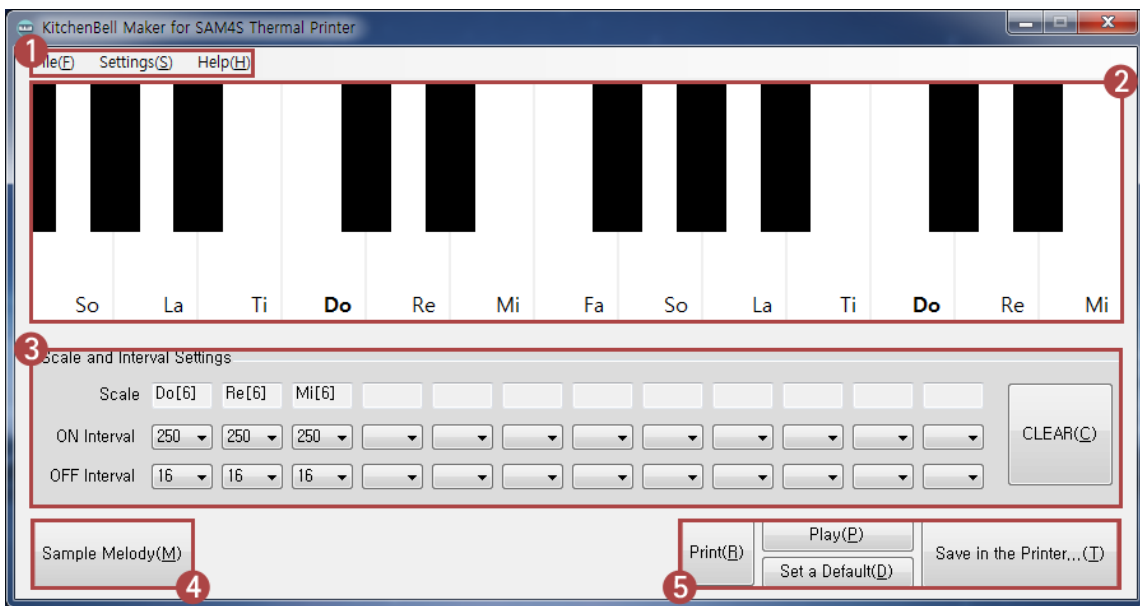 KitchenBell Maker for SAM4S Thermal Printer
1
ile(F) Settings(S) Help(H)
2
So La Ti Do Re Mi Fa So La Ti Do Re Mi
3
Scale and Interval Settings
Scale Do[6] Re[6] Mi[6]
ON Interval 250 250 250
CLEAR(C)
OFF Interval 16 16 16
Sample Melody(M)
4
Print(R)
Play(P)
Set a Default(D)
Save in the Printer,,,(T)
5